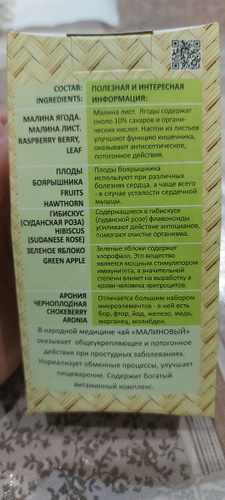 СОСТАВ:
INGREDIENTS:
ПОЛЕЗНАЯ И ИНТЕРЕСНАЯ
ИНФОРМАЦИЯ:
МАЛИНА ЯГОДА.
МАЛИНА ЛИСТ.
RASPBERRY BERRY,
LEAF
Малина лист. Ягоды содержат
около 10% сахаров и органи-
ческих кислот. Настои из листьев
улучшают функцию кишечника,
оказывают антисептическое,
потогонное действия.
ПЛОДЫ
БОЯРЫШНИКА
FRUITS
HAWTHORN
Плоды боярышника
используют при различных
болезнях сердца, а чаще всего
- в случае усталости сердечной
мышцы.
ГИБИСКУС
(СУДАНСКАЯ РОЗА)
HIBISCUS
(SUDANESE ROSE)
Содержащиеся в гибискусе
(суданской розе) флавоноиды
усиливают действие антоцианов,
помогают очистке организма.
ЗЕЛЕНОЕ ЯБЛОКО
GREEN APPLE
Зеленые яблоки содержат
хлорофилл. Это вещество
является мощным стимулятором
иммунитета, в значительной
степени влияет на выработку в
крови человека эритроцитов.
АРОНИЯ
ЧЕРНОПЛОДНАЯ
CHOKEBERRY
ARONIA
Отличается большим набором
микроэлементов - в ней есть
бор, фтор, йод, железо, медь,
марганец, молибден.
В народной медицине чай «МАЛИНОВЫЙ»
оказывает общеукрепляющее и потогонное
действия при простудных заболеваниях.
Нормализует обменные процессы, улучшает
пищеварение. Содержит богатый
витаминный комплекс.